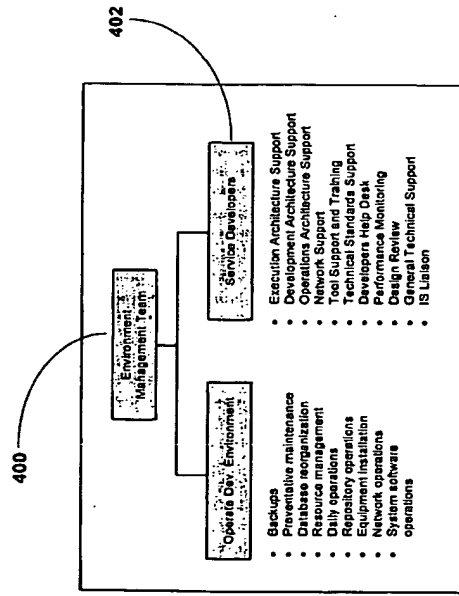 400
402
Environment
Management Team
Operate Dev. Environment
• Backups
• Preventative maintenance
• Database reorganization
• Resource management
• Daily operations
• Repository operations
• Equipment installation
• Network operations
• System software
operations
Service Developers
• Execution Architecture Support
• Development Architecture Support
• Operations Architecture Support
• Network Support
• Tool Support and Training
• Technical Standards Support
• Developers Help Desk
• Performance Monitoring
• Design Review
• General Technical Support
• IS Liaison